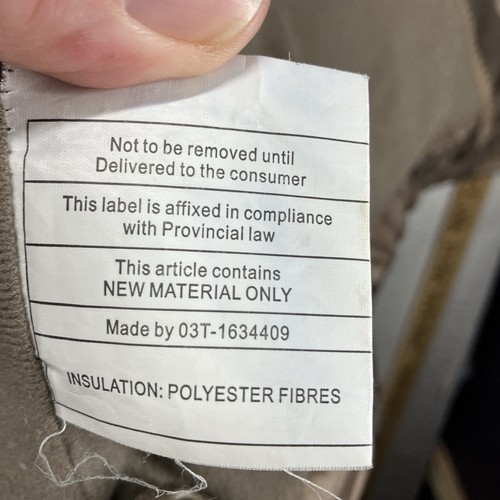 Not to be removed until
Delivered to the consumer
This label is affixed in compliance
with Provincial law
This article contains
NEW MATERIAL ONLY
Made by 03T-1634409
INSULATION: POLYESTER FIBRES